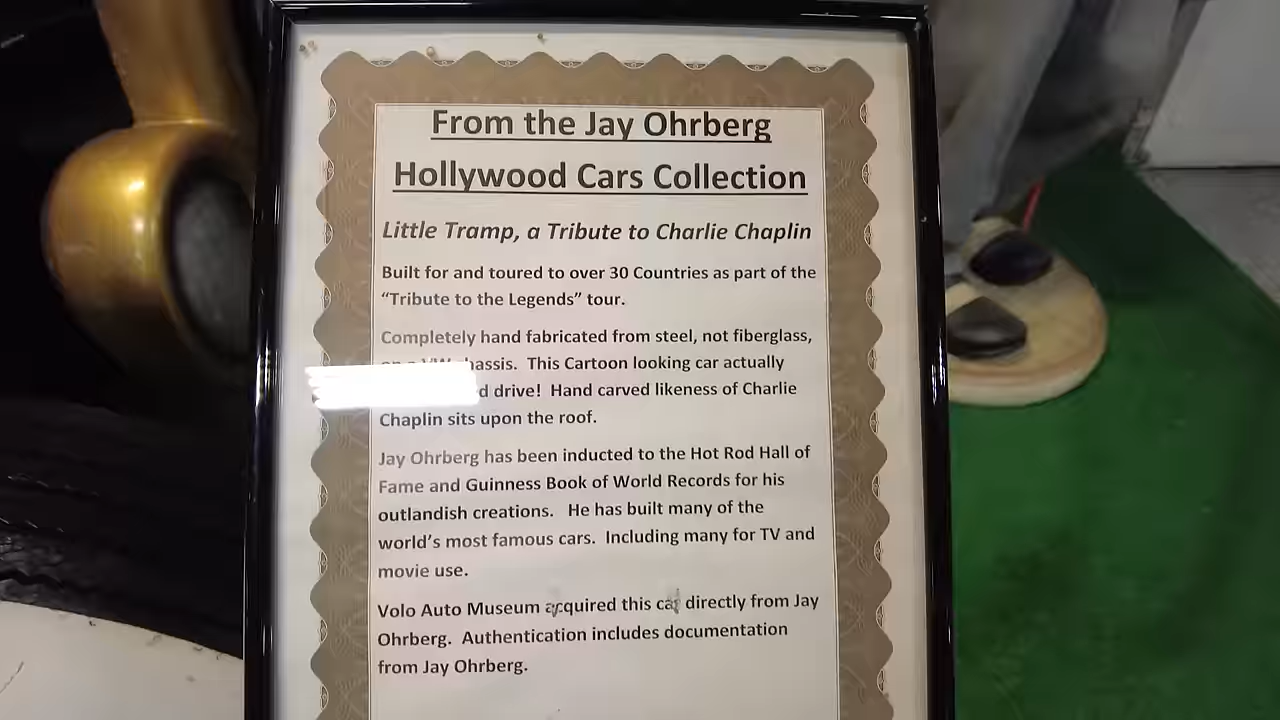 From the Jay Ohrberg
Hollywood Cars Collection
Little Tramp, a Tribute to Charlie Chaplin
Built for and toured to over 30 Countries as part of the
“Tribute to the Legends” tour.
Completely hand fabricated from steel, not fiberglass,
on a VW chassis.  This Cartoon looking car actually
drive!  Hand carved likeness of Charlie
Chaplin sits upon the roof.
Jay Ohrberg has been inducted to the Hot Rod Hall of
Fame and Guinness Book of World Records for his
outlandish creations.   He has built many of the
world’s most famous cars.  Including many for TV and
movie use.
Volo Auto Museum acquired this car directly from Jay
Ohrberg.  Authentication includes documentation
from Jay Ohrberg.